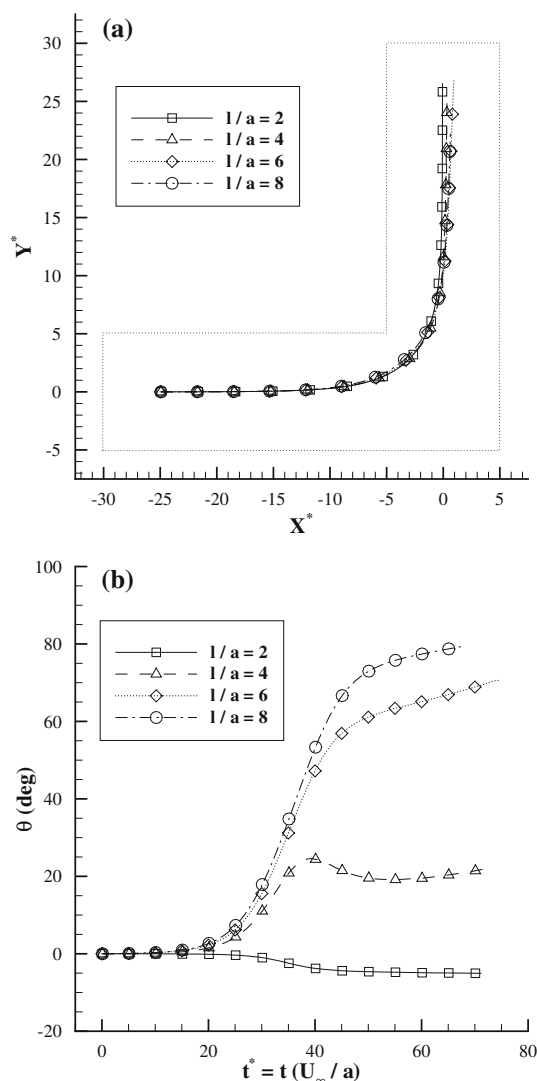 (a)
30
25
20
15
10
5
0
-5
Y*
l / a = 2
l / a = 4
l / a = 6
l / a = 8
-30 -25 -20 -15 -10 -5 0 5
X*
(b)
100
80
60
40
20
0
-20
θ (deg)
l / a = 2
l / a = 4
l / a = 6
l / a = 8
0 20 40 60 80
t* = t (U∞ / a)